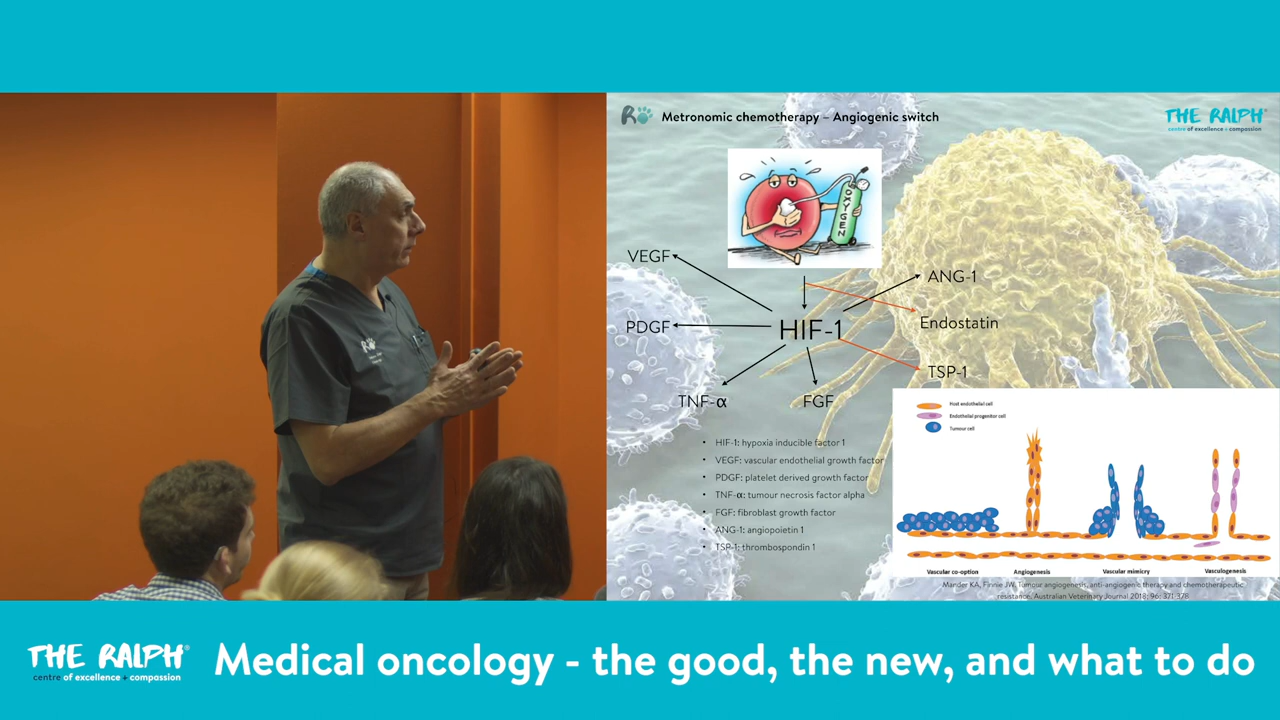 R
Metronomic chemotherapy – Angiogenic switch
THE RALPH®
centre of excellence + compassion
OXYGEN
VEGF
ANG-1
PDGF
HIF-1
Endostatin
TSP-1
TNF-α
FGF
• HIF-1: hypoxia inducible factor 1
• VEGF: vascular endothelial growth factor
• PDGF: platelet derived growth factor
• TNF-α: tumour necrosis factor alpha
• FGF: fibroblast growth factor
• ANG-1: angiopoietin 1
• TSP-1: thrombospondin 1
Host endothelial cell
Endothelial progenitor cell
Tumour cell
Vascular co-option
Angiogenesis
Vascular mimicry
Vasculogenesis
Mander KA, Finnie JW. Tumour angiogenesis, anti-angiogenic therapy and chemotherapeutic
resistance. Australian Veterinary Journal 2018; 96: 371-378
R
THE RALPH®
centre of excellence + compassion
Medical oncology - the good, the new, and what to do